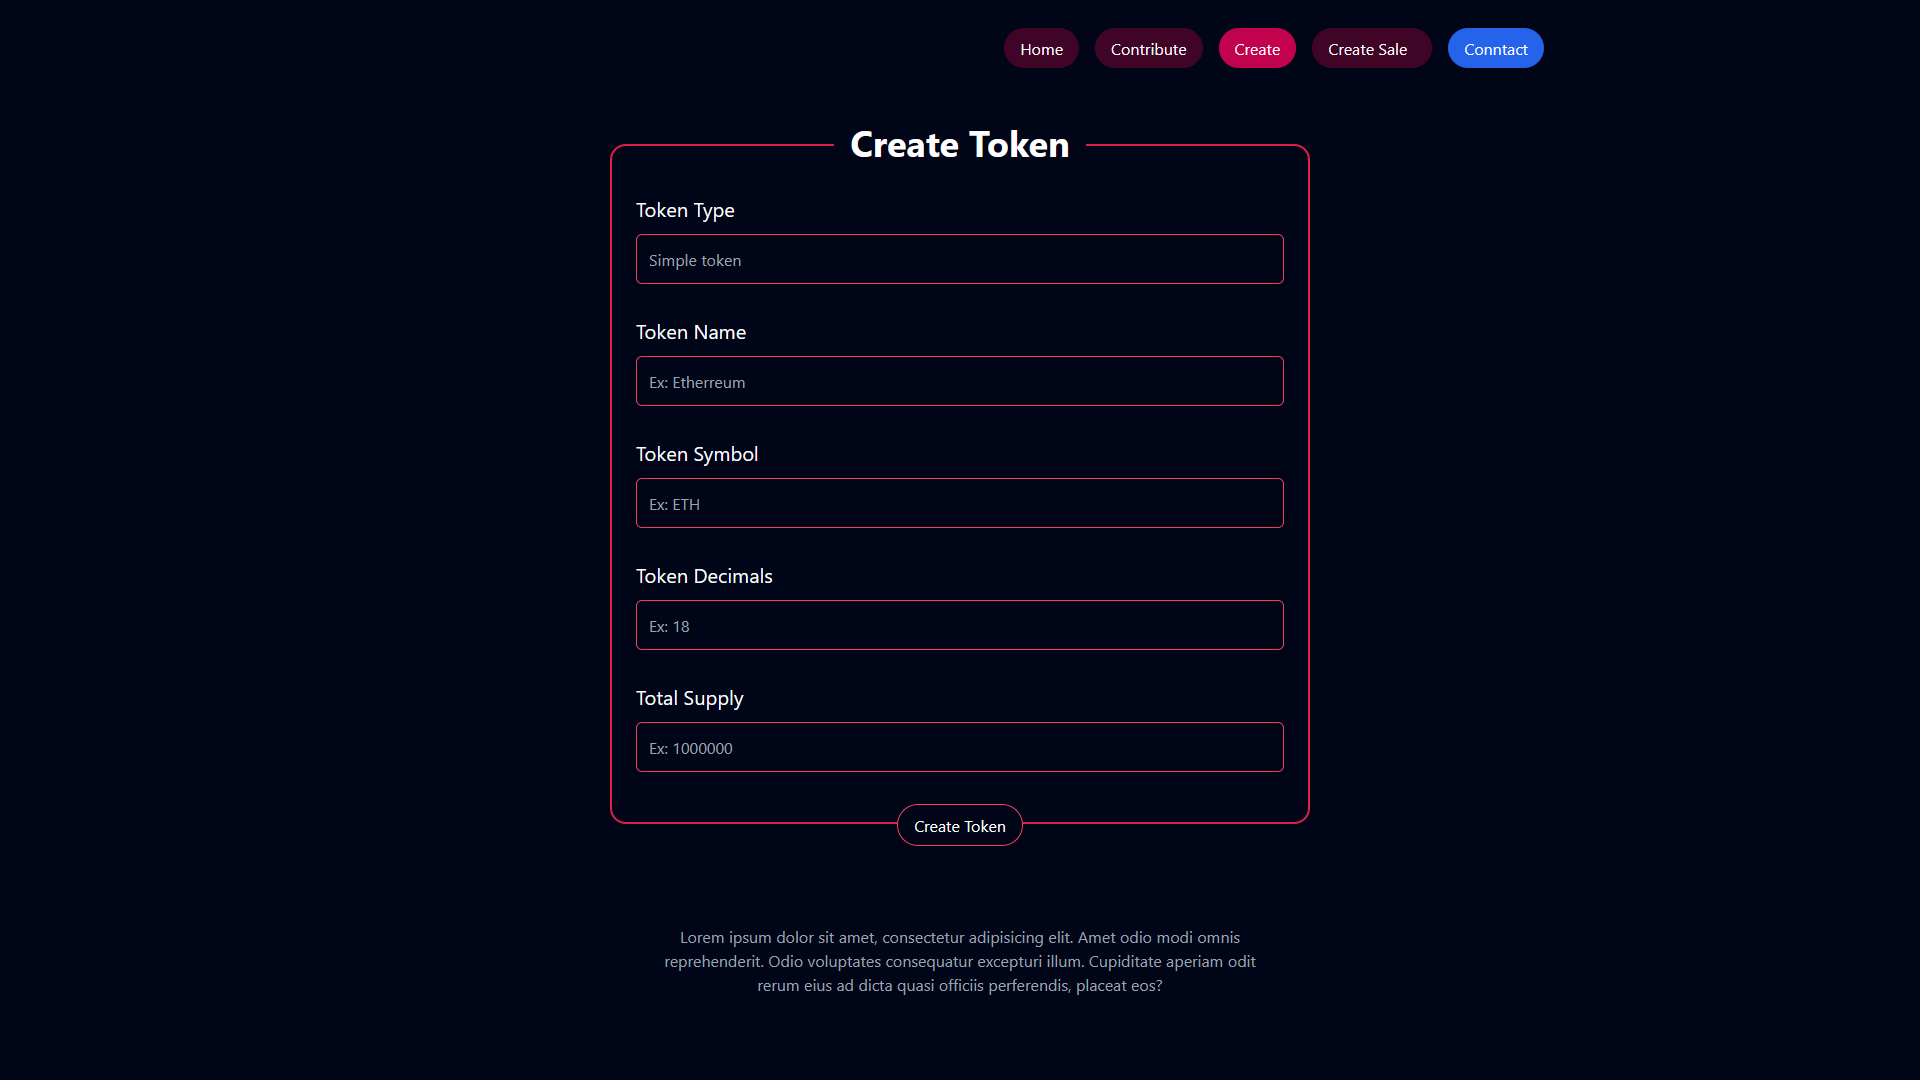 Home Contribute Create Create Sale Conntact
Create Token
Token Type
Simple token
Token Name
Ex: Etherreum
Token Symbol
Ex: ETH
Token Decimals
Ex: 18
Total Supply
Ex: 1000000
Create Token
Lorem ipsum dolor sit amet, consectetur adipisicing elit. Amet odio modi omnis
reprehenderit. Odio voluptates consequatur excepturi illum. Cupiditate aperiam odit
rerum eius ad dicta quasi officiis perferendis, placeat eos?